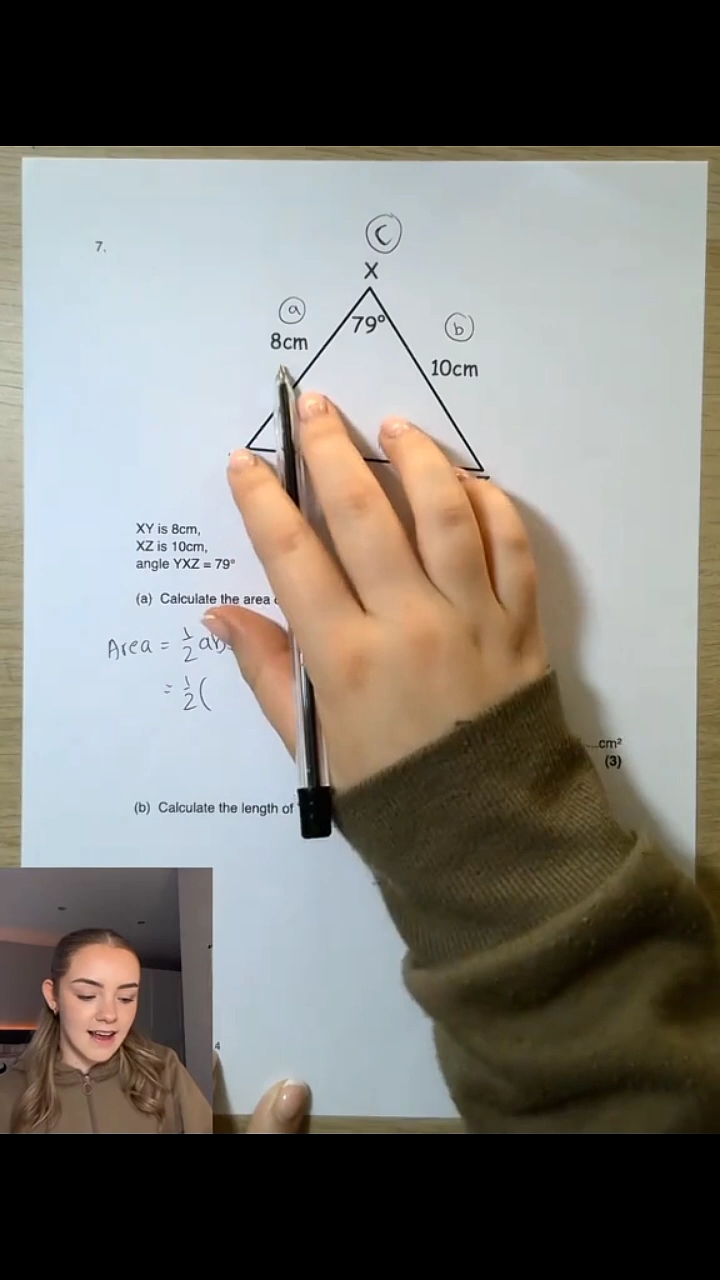 7.
C
X
a
79°
b
8cm
10cm
XY is 8cm,
XZ is 10cm,
angle YXZ = 79°
(a) Calculate the area
Area = 1/2 ab
= 1/2 (
cm²
(3)
(b) Calculate the length of
4